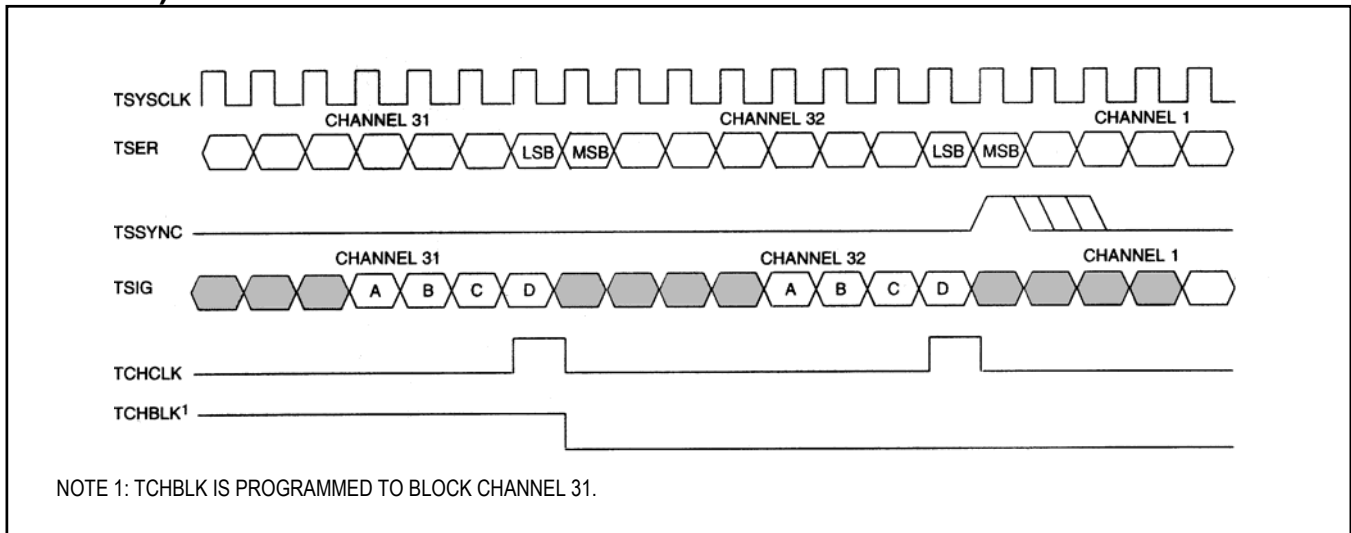 )
TSYSCLK
CHANNEL 31 CHANNEL 32 CHANNEL 1
TSER LSB MSB LSB MSB
TSSYNC
CHANNEL 31 CHANNEL 32 CHANNEL 1
TSIG A B C D A B C D
TCHCLK
TCHBLK¹
NOTE 1: TCHBLK IS PROGRAMMED TO BLOCK CHANNEL 31.